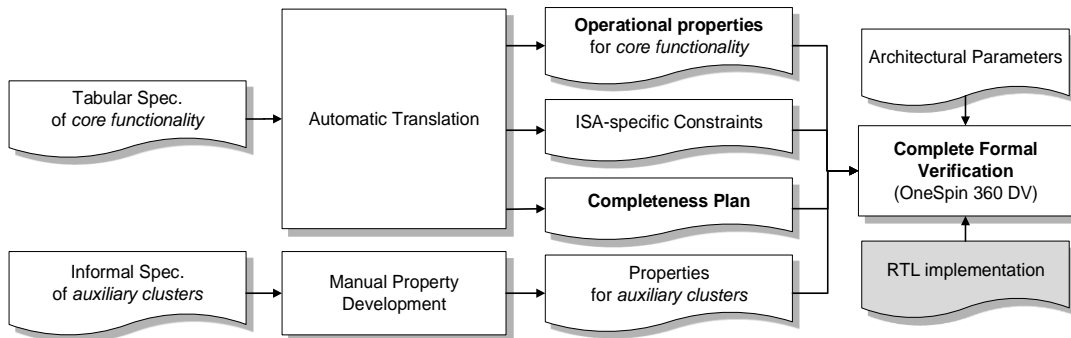 Tabular Spec.
of core functionality
Automatic Translation
Operational properties
for core functionality
ISA-specific Constraints
Completeness Plan
Architectural Parameters
Complete Formal
Verification
(OneSpin 360 DV)
Informal Spec.
of auxiliary clusters
Manual Property
Development
Properties
for auxiliary clusters
RTL implementation